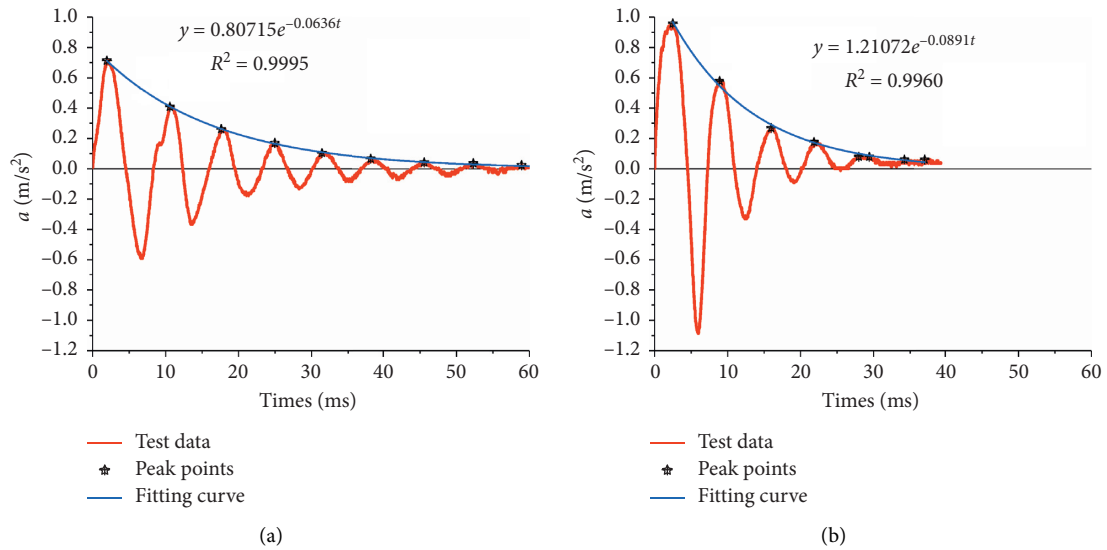 y = 0.80715e^{–0.0636t}
R² = 0.9995
1.0
0.8
0.6
0.4
0.2
0.0
–0.2
–0.4
–0.6
–0.8
–1.0
–1.2
a (m/s²)
0 10 20 30 40 50 60
Times (ms)
Test data
Peak points
Fitting curve
(a)
y = 1.21072e^{–0.0891t}
R² = 0.9960
1.0
0.8
0.6
0.4
0.2
0.0
–0.2
–0.4
–0.6
–0.8
–1.0
–1.2
a (m/s²)
0 10 20 30 40 50 60
Times (ms)
Test data
Peak points
Fitting curve
(b)